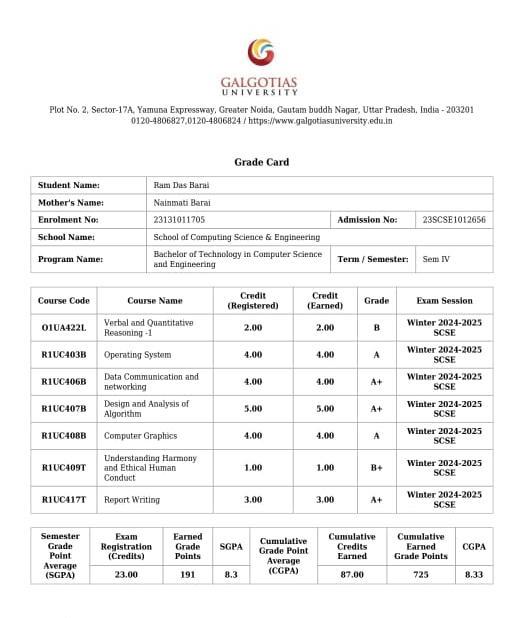 GALGOTIAS
UNIVERSITY
Plot No. 2, Sector-17A, Yamuna Expressway, Greater Noida, Gautam buddh Nagar, Uttar Pradesh, India - 203201
0120-4806827,0120-4806824 / https://www.galgotiasuniversity.edu.in
Grade Card
Student Name: Ram Das Barai
Mother's Name: Nainmati Barai
Enrolment No: 23131011705 Admission No: 23SCSE1012656
School Name: School of Computing Science & Engineering
Program Name: Bachelor of Technology in Computer Science
and Engineering Term / Semester: Sem IV
Course Code Course Name Credit
(Registered) Credit
(Earned) Grade Exam Session
O1UA422L Verbal and Quantitative
Reasoning -1 2.00 2.00 B Winter 2024-2025
SCSE
R1UC403B Operating System 4.00 4.00 A Winter 2024-2025
SCSE
R1UC406B Data Communication and
networking 4.00 4.00 A+ Winter 2024-2025
SCSE
R1UC407B Design and Analysis of
Algorithm 5.00 5.00 A+ Winter 2024-2025
SCSE
R1UC408B Computer Graphics 4.00 4.00 A Winter 2024-2025
SCSE
R1UC409T Understanding Harmony
and Ethical Human
Conduct 1.00 1.00 B+ Winter 2024-2025
SCSE
R1UC417T Report Writing 3.00 3.00 A+ Winter 2024-2025
SCSE
Semester
Grade
Point
Average
(SGPA)
Exam
Registration
(Credits)
Earned
Grade
Points
SGPA
Cumulative
Grade Point
Average
(CGPA)
Cumulative
Credits
Earned
Cumulative
Earned
Grade Points
CGPA
23.00 191 8.3 87.00 725 8.33